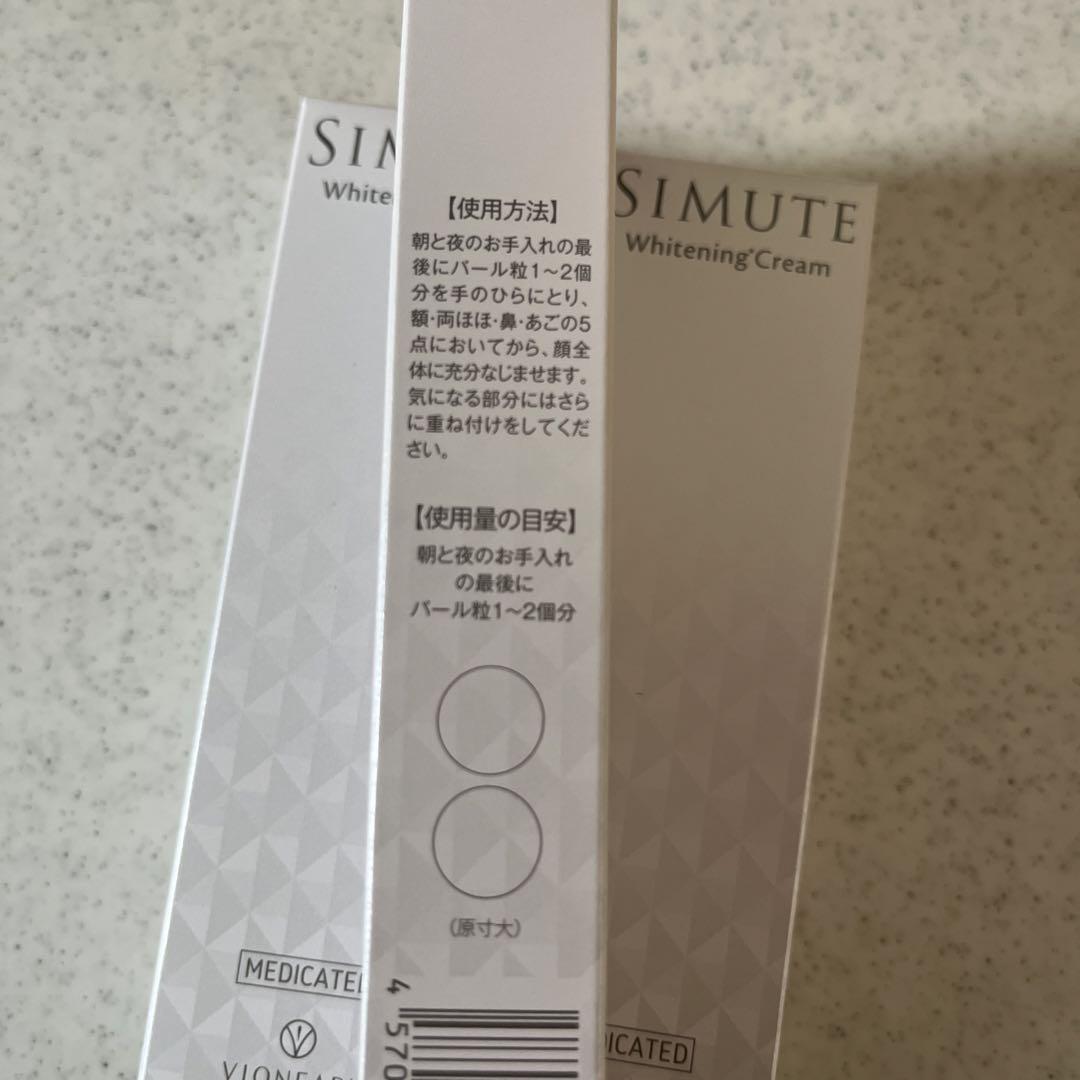 SIM
White
【使用方法】
朝と夜のお手入れの最
後にパール粒1〜2個
分を手のひらにとり、
額・両ほほ・鼻・あごの5
点においてから、顔全
体に充分なじませます。
気になる部分にはさら
に重ね付けをしてくだ
さい。
【使用量の目安】
朝と夜のお手入れ
の最後に
パール粒1〜2個分
(原寸大)
4 570
SIMUTE
Whitening*Cream
MEDICATED
DICATED